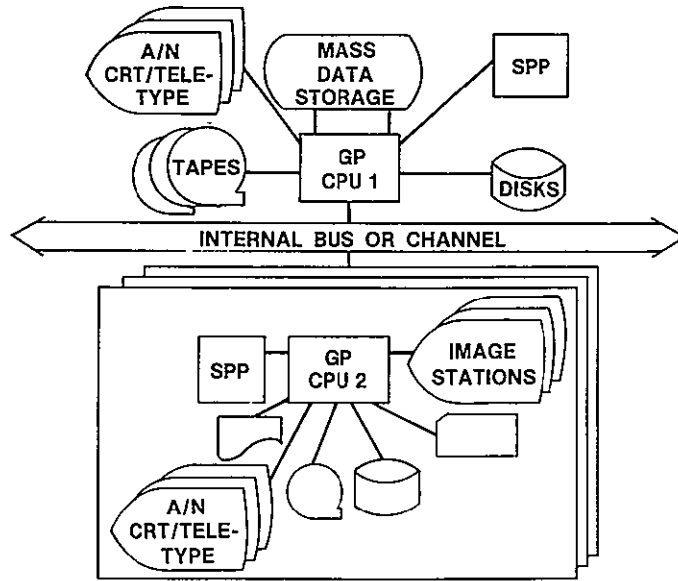 A/N
CRT/TELE-
TYPE
MASS
DATA
STORAGE
SPP
TAPES
GP
CPU 1
DISKS
INTERNAL BUS OR CHANNEL
SPP
GP
CPU 2
IMAGE
STATIONS
A/N
CRT/TELE-
TYPE